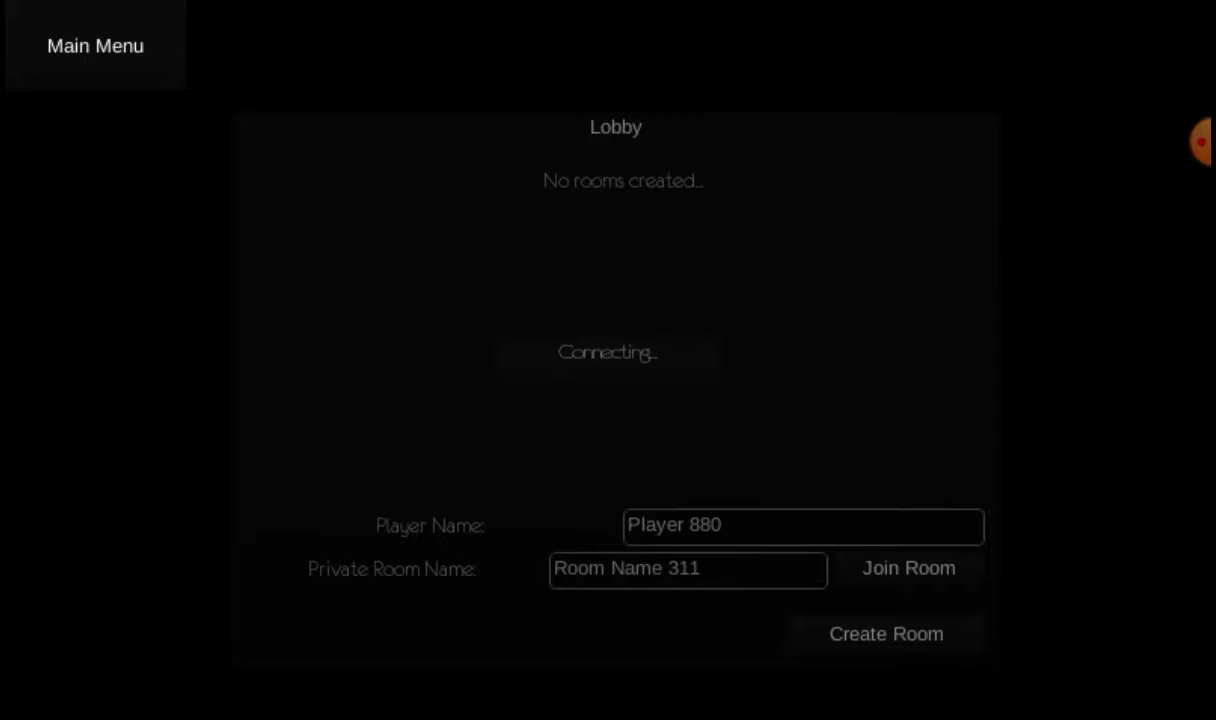 Main Menu
Lobby
No rooms created...
Connecting...
Player Name:
Player 880
Private Room Name:
Room Name 311
Join Room
Create Room